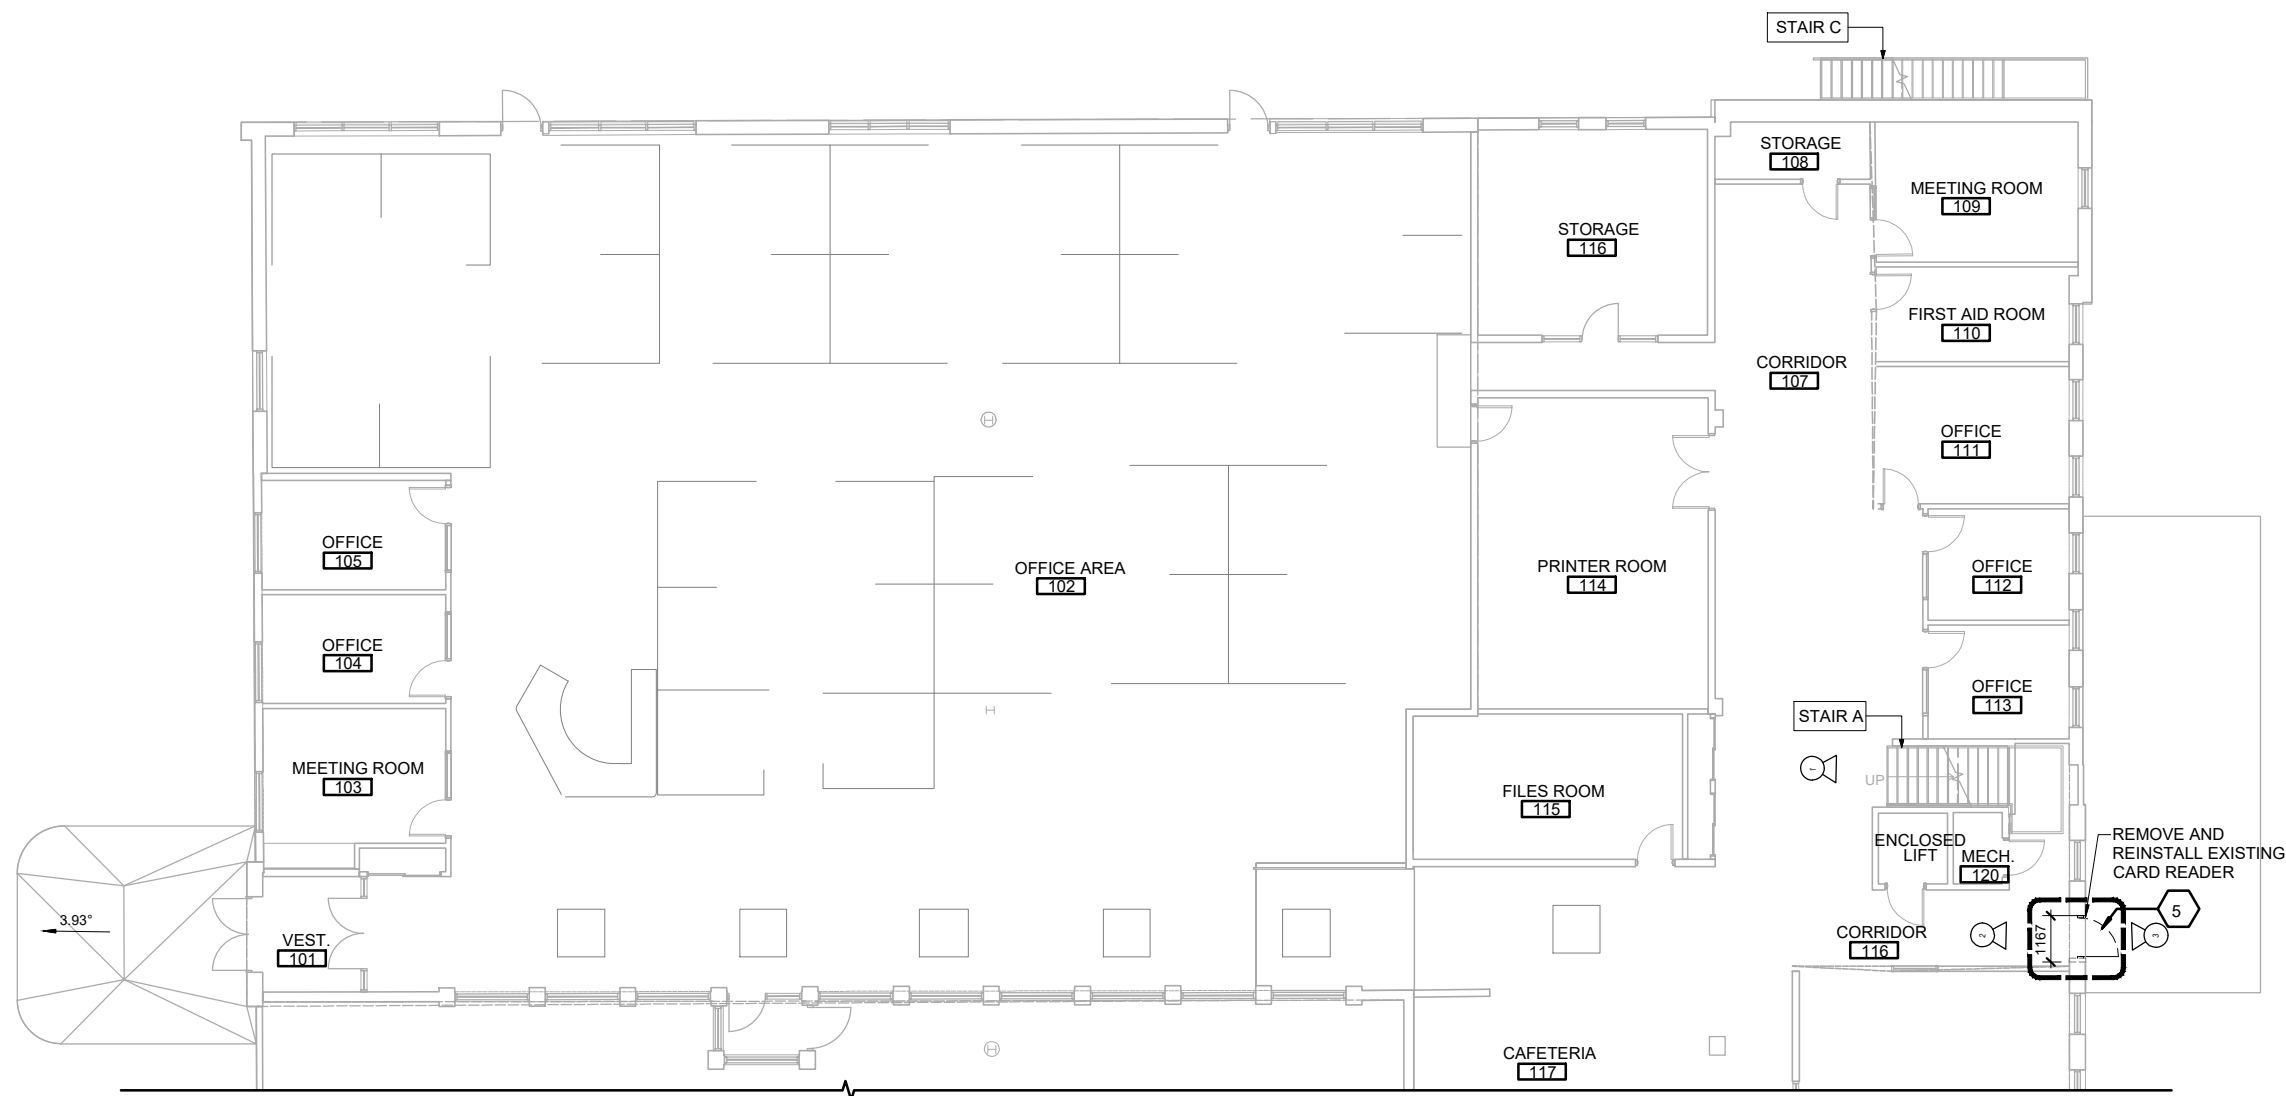 STAIR C
STORAGE
108
MEETING ROOM
109
STORAGE
116
FIRST AID ROOM
110
CORRIDOR
107
OFFICE
111
OFFICE
105
OFFICE AREA
102
PRINTER ROOM
114
OFFICE
112
OFFICE
104
OFFICE
113
STAIR A
1
UP
MEETING ROOM
103
FILES ROOM
115
ENCLOSED
LIFT
MECH.
120
REMOVE AND
REINSTALL EXISTING
CARD READER
5
3.93°
VEST.
101
CORRIDOR
116
2
1167
3
CAFETERIA
117